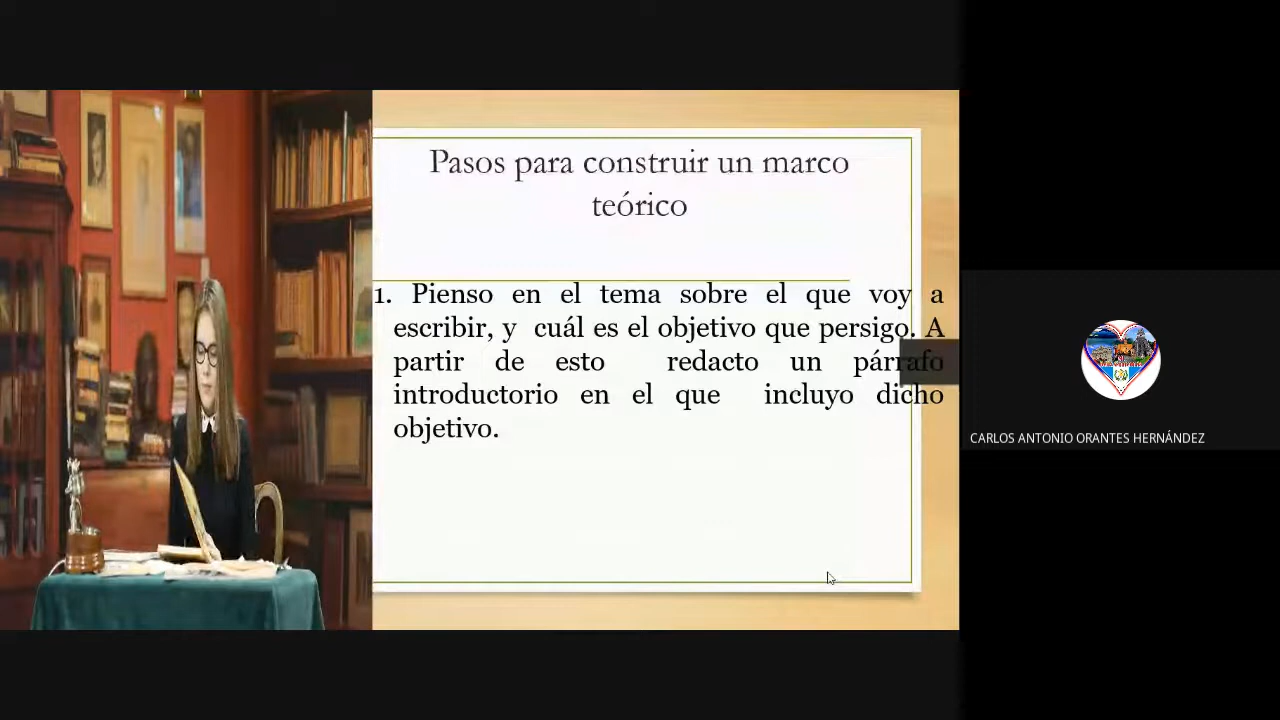 Pasos para construir un marco
teórico
1. Pienso en el tema sobre el que voy a
escribir, y cuál es el objetivo que persigo. A
partir de esto redacto un párrafo
introductorio en el que incluyo dicho
objetivo.
CARLOS ANTONIO ORANTES HERNÁNDEZ